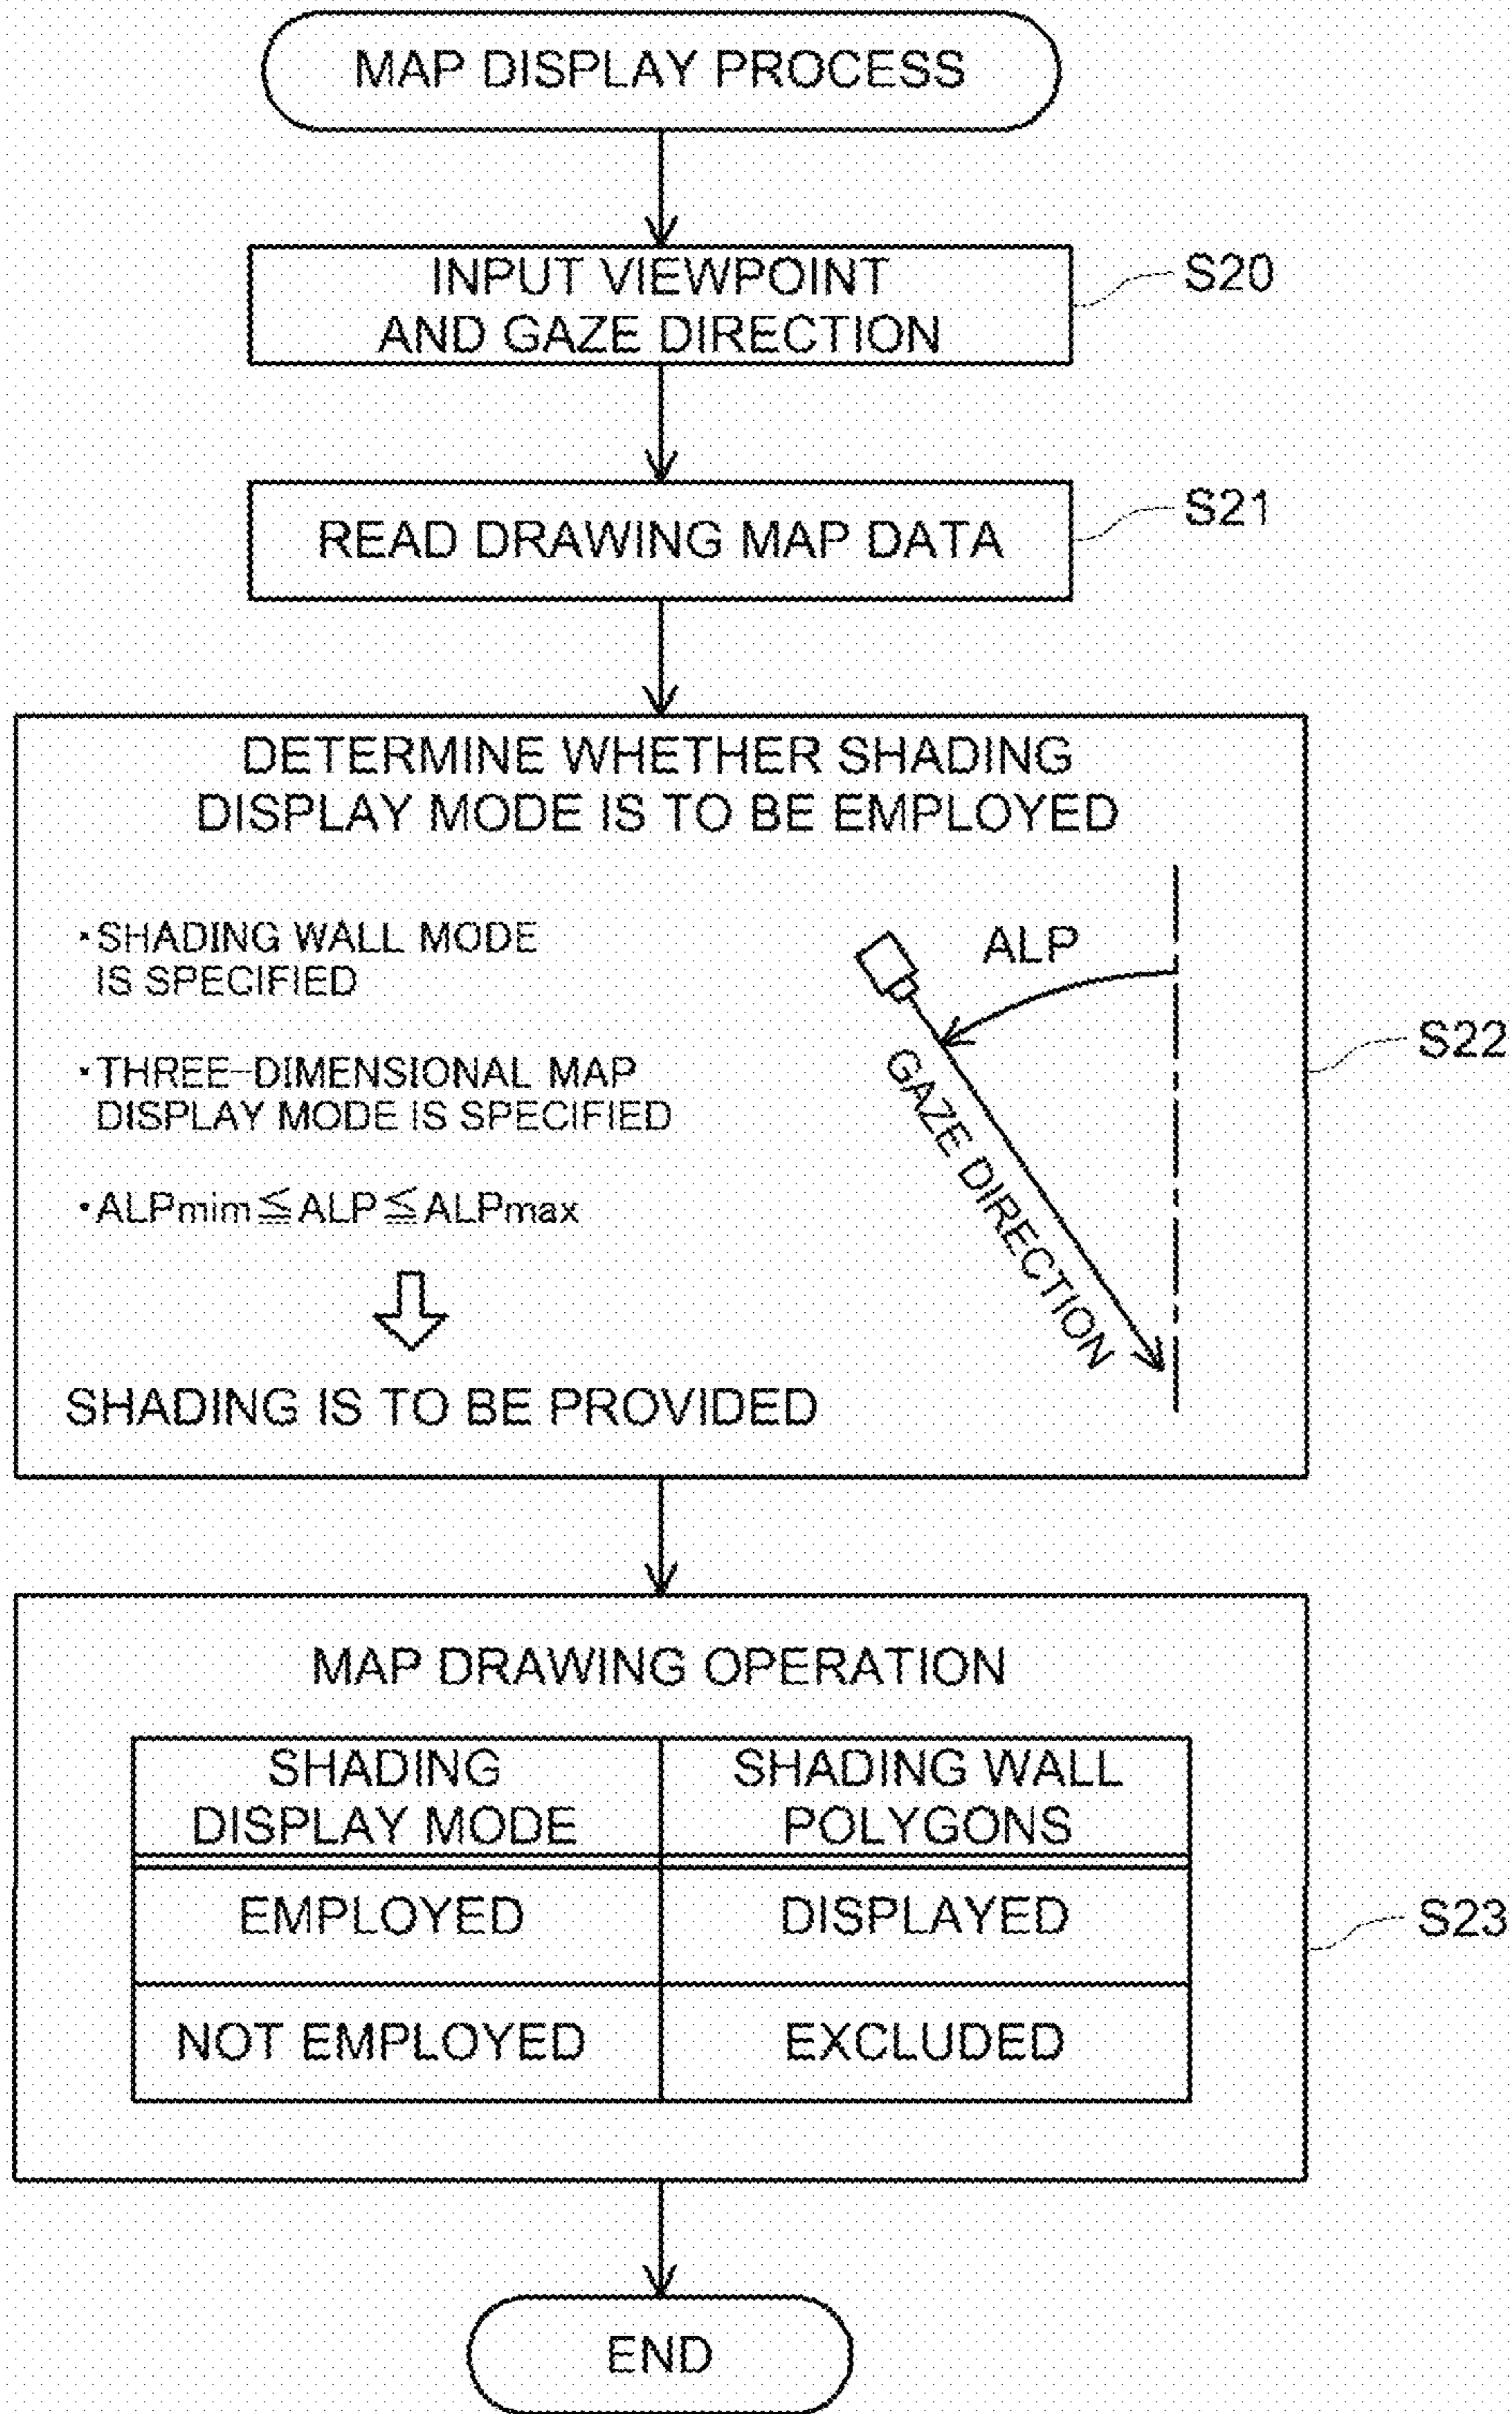 MAP DISPLAY PROCESS
INPUT VIEWPOINT
AND GAZE DIRECTION
S20
READ DRAWING MAP DATA
S21
DETERMINE WHETHER SHADING
DISPLAY MODE IS TO BE EMPLOYED
・SHADING WALL MODE
IS SPECIFIED
・THREE-DIMENSIONAL MAP
DISPLAY MODE IS SPECIFIED
・ALPmim≦ALP≦ALPmax
SHADING IS TO BE PROVIDED
ALP
GAZE DIRECTION
S22
MAP DRAWING OPERATION
SHADING
DISPLAY MODE
SHADING WALL
POLYGONS
EMPLOYED
DISPLAYED
NOT EMPLOYED
EXCLUDED
S23
END